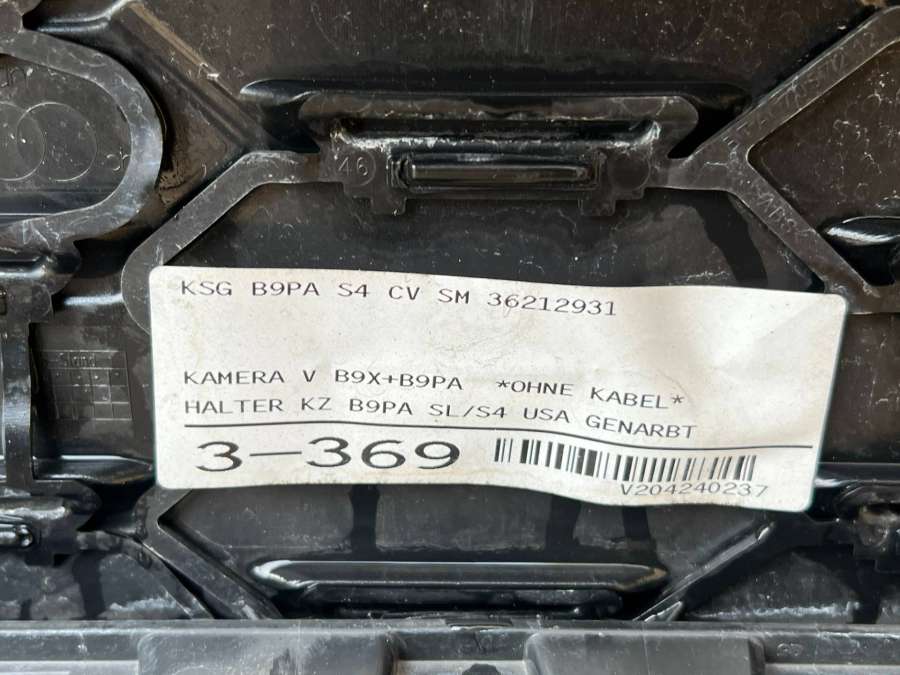 KSG B9PA S4 CV SM 36212931
KAMERA V B9X+B9PA *OHNE KABEL*
HALTER KZ B9PA SL/S4 USA GENARBT
3-369
V204240237
46